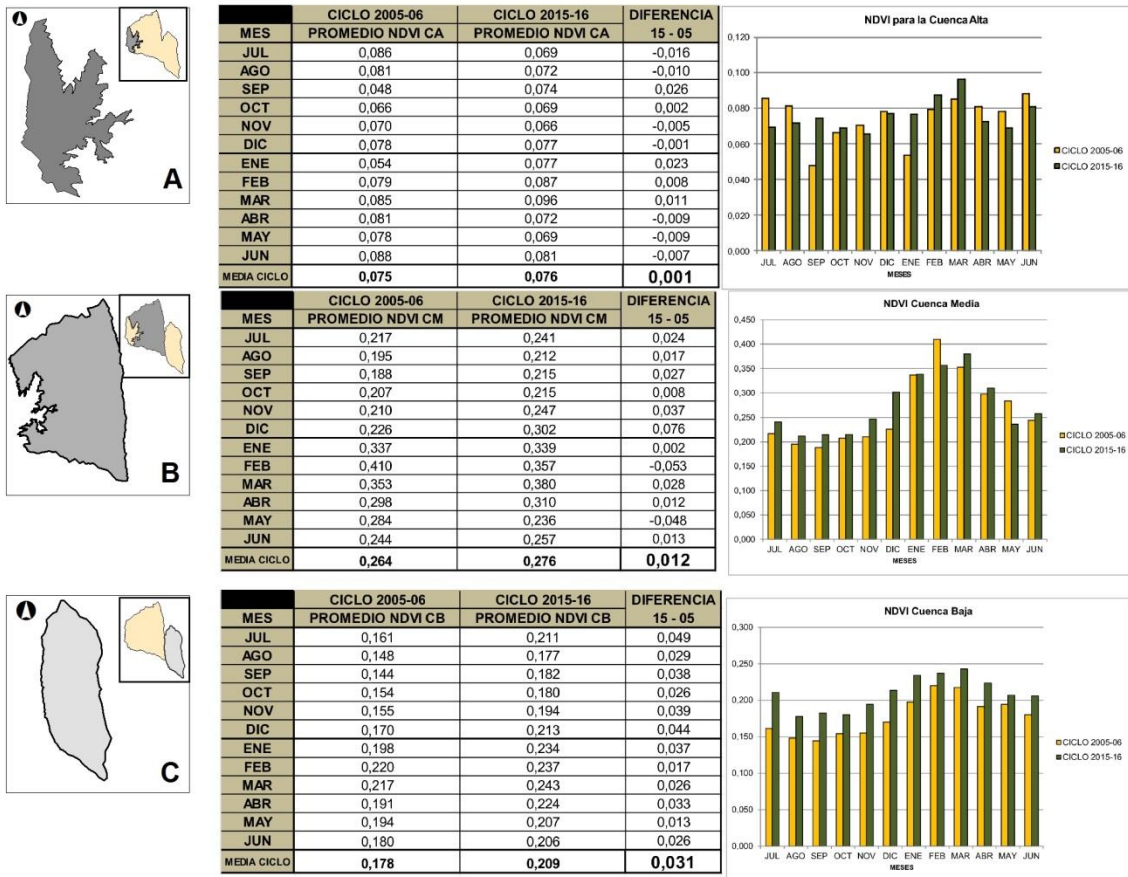 A
CICLO 2005-06 CICLO 2015-16 DIFERENCIA
MES PROMEDIO NDVI CA PROMEDIO NDVI CA 15 - 05
JUL 0,086 0,069 -0,016
AGO 0,081 0,072 -0,010
SEP 0,048 0,074 0,026
OCT 0,066 0,069 0,002
NOV 0,070 0,066 -0,005
DIC 0,078 0,077 -0,001
ENE 0,054 0,077 0,023
FEB 0,079 0,087 0,008
MAR 0,085 0,096 0,011
ABR 0,081 0,072 -0,009
MAY 0,078 0,069 -0,009
JUN 0,088 0,081 -0,007
MEDIA CICLO 0,075 0,076 0,001
NDVI para la Cuenca Alta
0,120
0,100
0,080
0,060
0,040
0,020
0,000
JUL AGO SEP OCT NOV DIC ENE FEB MAR ABR MAY JUN
MESES
CICLO 2005-06
CICLO 2015-16
B
CICLO 2005-06 CICLO 2015-16 DIFERENCIA
MES PROMEDIO NDVI CM PROMEDIO NDVI CM 15 - 05
JUL 0,217 0,241 0,024
AGO 0,195 0,212 0,017
SEP 0,188 0,215 0,027
OCT 0,207 0,215 0,008
NOV 0,210 0,247 0,037
DIC 0,226 0,302 0,076
ENE 0,337 0,339 0,002
FEB 0,410 0,357 -0,053
MAR 0,353 0,380 0,028
ABR 0,298 0,310 0,012
MAY 0,284 0,236 -0,048
JUN 0,244 0,257 0,013
MEDIA CICLO 0,264 0,276 0,012
NDVI Cuenca Media
0,450
0,400
0,350
0,300
0,250
0,200
0,150
0,100
0,050
0,000
JUL AGO SEP OCT NOV DIC ENE FEB MAR ABR MAY JUN
MESES
CICLO 2005-06
CICLO 2015-16
C
CICLO 2005-06 CICLO 2015-16 DIFERENCIA
MES PROMEDIO NDVI CB PROMEDIO NDVI CB 15 - 05
JUL 0,161 0,211 0,049
AGO 0,148 0,177 0,029
SEP 0,144 0,182 0,038
OCT 0,154 0,180 0,026
NOV 0,155 0,194 0,039
DIC 0,170 0,213 0,044
ENE 0,198 0,234 0,037
FEB 0,220 0,237 0,017
MAR 0,217 0,243 0,026
ABR 0,191 0,224 0,033
MAY 0,194 0,207 0,013
JUN 0,180 0,206 0,026
MEDIA CICLO 0,178 0,209 0,031
NDVI Cuenca Baja
0,300
0,250
0,200
0,150
0,100
0,050
0,000
JUL AGO SEP OCT NOV DIC ENE FEB MAR ABR MAY JUN
MESES
CICLO 2005-06
CICLO 2015-16